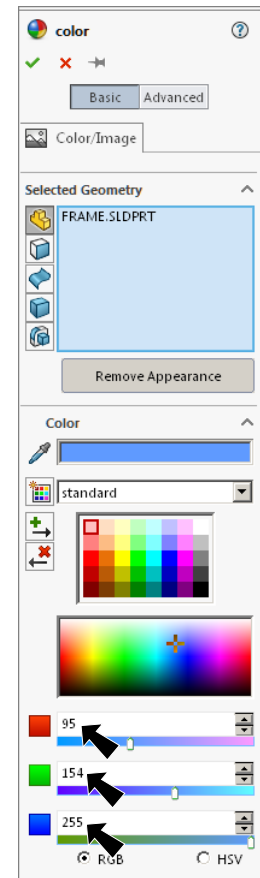 color
Basic Advanced
Color/Image
Selected Geometry
FRAME.SLDPRT
Remove Appearance
Color
standard
95
154
255
RGB HSV